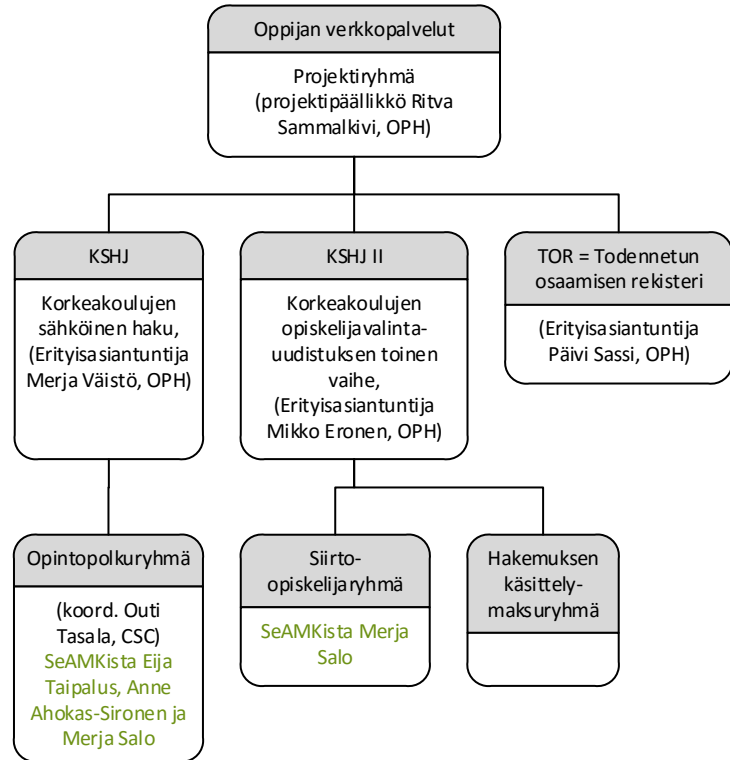 Oppijan verkkopalvelut
Projektiryhmä
(projektipäällikkö Ritva
Sammalkivi, OPH)
KSHJ
Korkeakoulujen
sähköinen haku,
(Erityisasiantuntija
Merja Väistö, OPH)
KSHJ II
Korkeakoulujen
opiskelijavalinta-
uudistuksen toinen
vaihe,
(Erityisasiantuntija
Mikko Eronen, OPH)
TOR = Todennetun
osaamisen rekisteri
(Erityisasiantuntija
Päivi Sassi, OPH)
Opintopolkuryhmä
(koord. Outi
Tasala, CSC)
SeAMKista Eija
Taipalus, Anne
Ahokas-Sironen ja
Merja Salo
Siirto-
opiskelijaryhmä
SeAMKista Merja
Salo
Hakemuksen
käsittely-
maksuryhmä